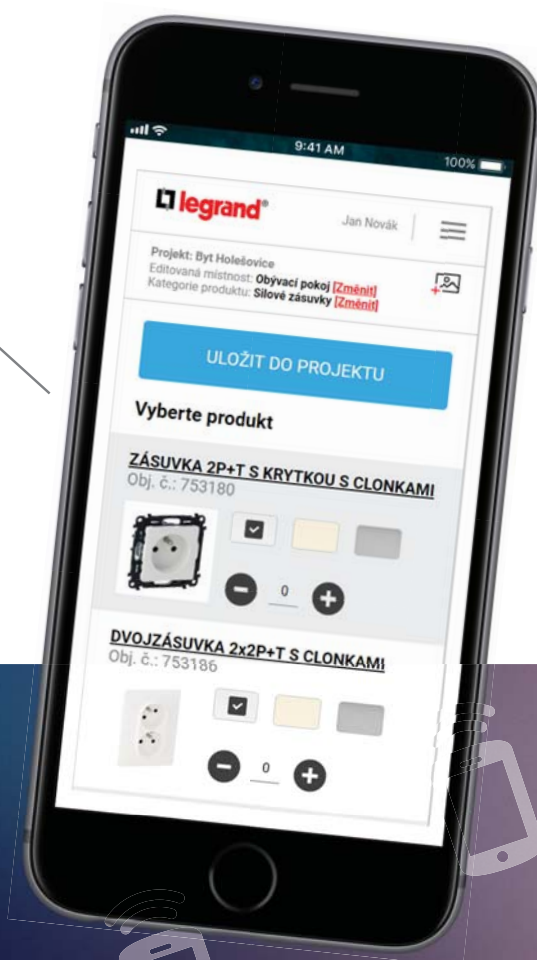 9:41 AM
100%
legrand®
Jan Novák
Projekt: Byt Holešovice
Editovaná místnost: Obývací pokoj [Změnit]
Kategorie produktu: Silové zásuvky [Změnit]
ULOŽIT DO PROJEKTU
Vyberte produkt
ZÁSUVKA 2P+T S KRYTKOU S CLONKAMI
Obj. č.: 753180
0
DVOJZÁSUVKA 2x2P+T S CLONKAMI
Obj. č.: 753186
0